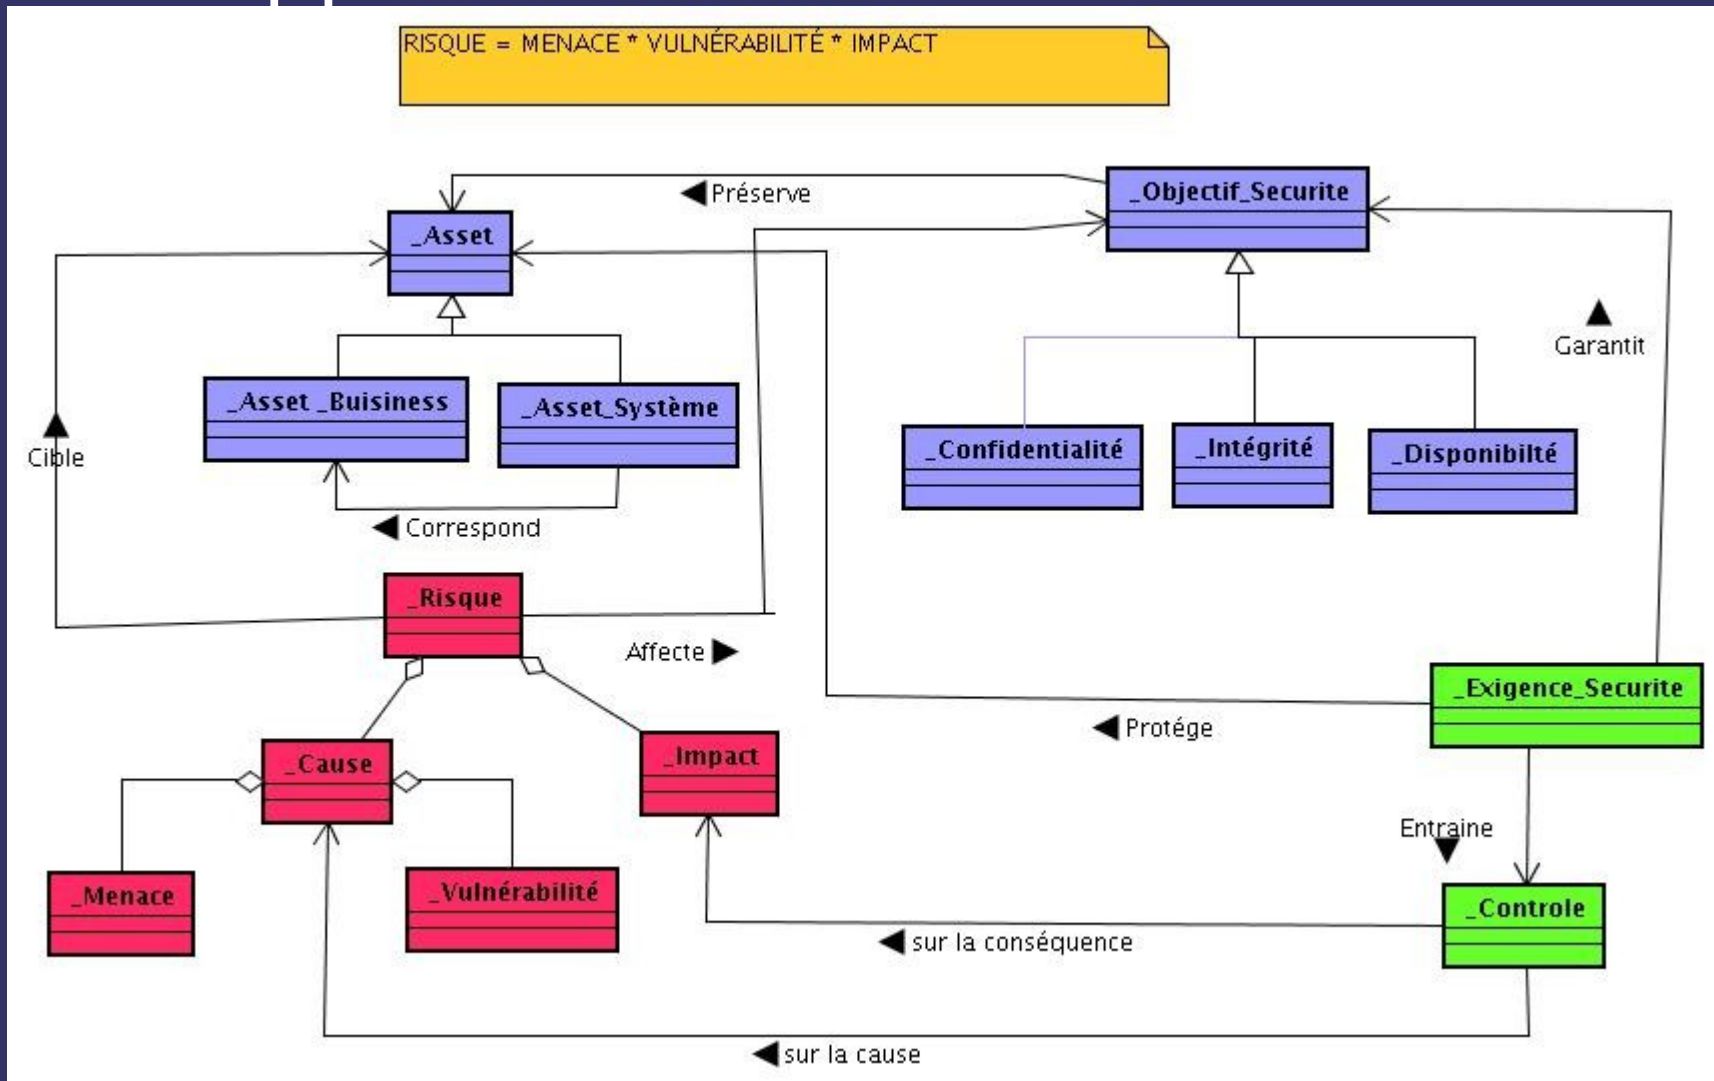 RISQUE = MENACE * VULNÉRABILITÉ * IMPACT
Préserve
_Objectif_Securite
_Asset
Garantit
_Asset _Buisiness
_Asset_Système
_Confidentialité
_Intégrité
_Disponibilté
Cible
Correspond
_Risque
Affecte
_Exigence_Securite
Protége
_Cause
_Impact
Entraine
_Menace
_Vulnérabilité
_Controle
sur la conséquence
sur la cause